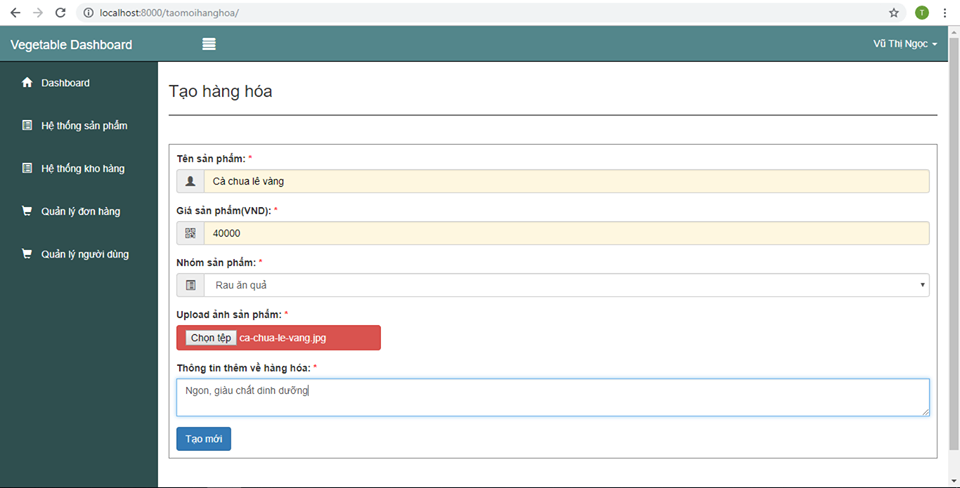 localhost:8000/taomoihanghoa/
T
Vegetable Dashboard
Vũ Thị Ngọc
Dashboard
Hệ thống sản phẩm
Hệ thống kho hàng
Quản lý đơn hàng
Quản lý người dùng
Tạo hàng hóa
Tên sản phẩm: *
Cà chua lê vàng
Giá sản phẩm(VND): *
40000
Nhóm sản phẩm: *
Rau ăn quả
Upload ảnh sản phẩm: *
Chọn tệp ca-chua-le-vang.jpg
Thông tin thêm về hàng hóa: *
Ngon, giàu chất dinh dưỡng
Tạo mới